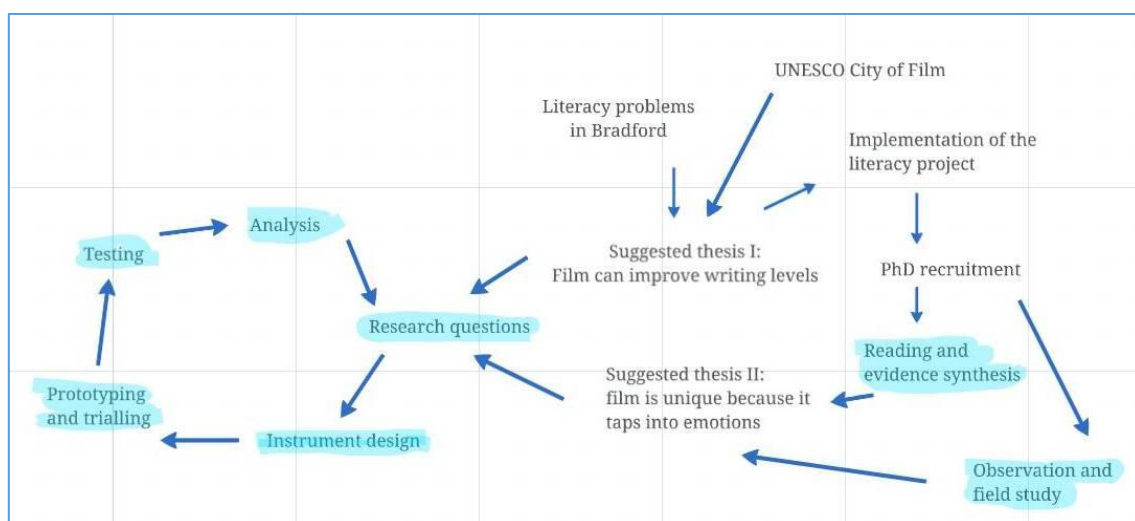 UNESCO City of Film
Literacy problems
in Bradford
Implementation of the
literacy project
Analysis
Testing
Suggested thesis I:
Film can improve writing levels
PhD recruitment
Research questions
Reading and
evidence synthesis
Suggested thesis II:
film is unique because it
taps into emotions
Prototyping
and trialling
Instrument design
Observation and
field study